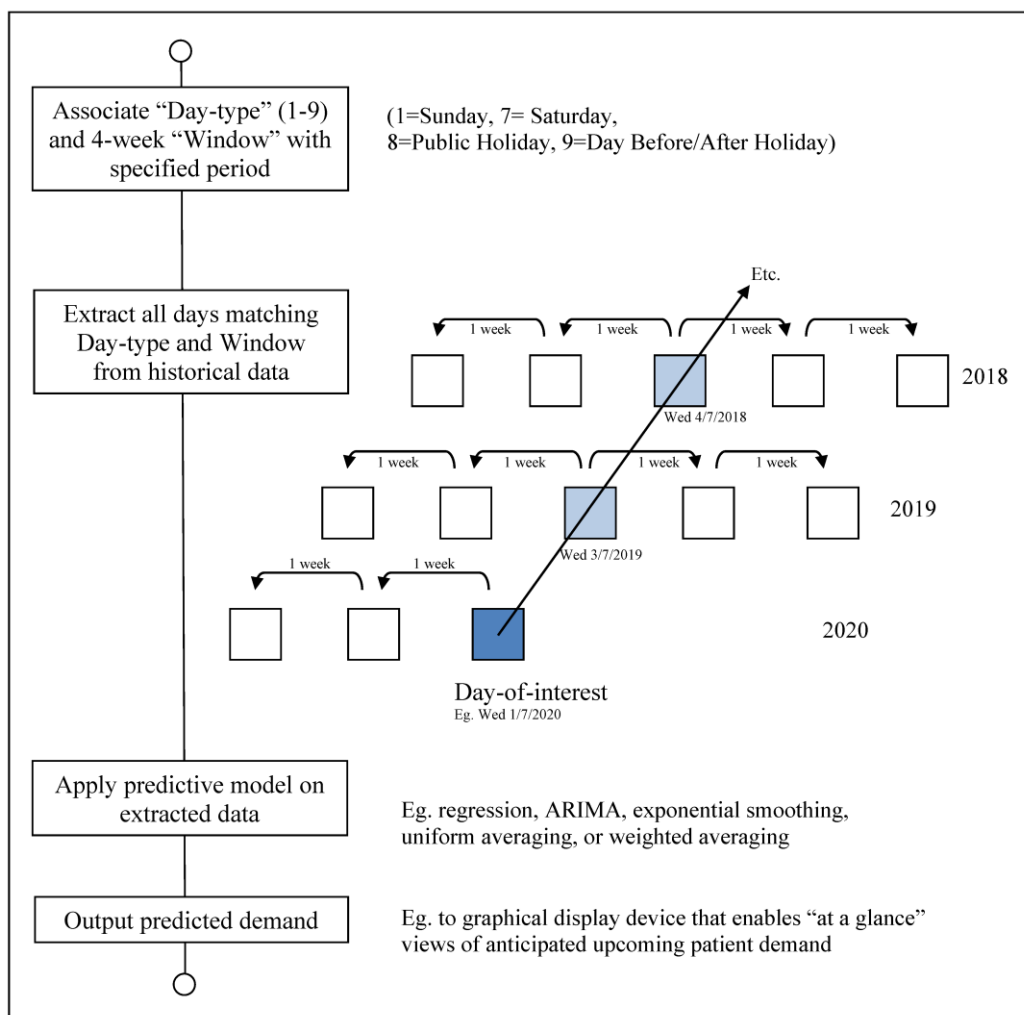 Associate “Day-type” (1-9)
and 4-week “Window” with
specified period
(1=Sunday, 7= Saturday,
8=Public Holiday, 9=Day Before/After Holiday)
Extract all days matching
Day-type and Window
from historical data
Etc.
1 week
1 week
1 week
1 week
2018
Wed 4/7/2018
1 week
1 week
1 week
1 week
2019
Wed 3/7/2019
1 week
1 week
2020
Day-of-interest
Eg. Wed 1/7/2020
Apply predictive model on
extracted data
Eg. regression, ARIMA, exponential smoothing,
uniform averaging, or weighted averaging
Output predicted demand
Eg. to graphical display device that enables “at a glance”
views of anticipated upcoming patient demand